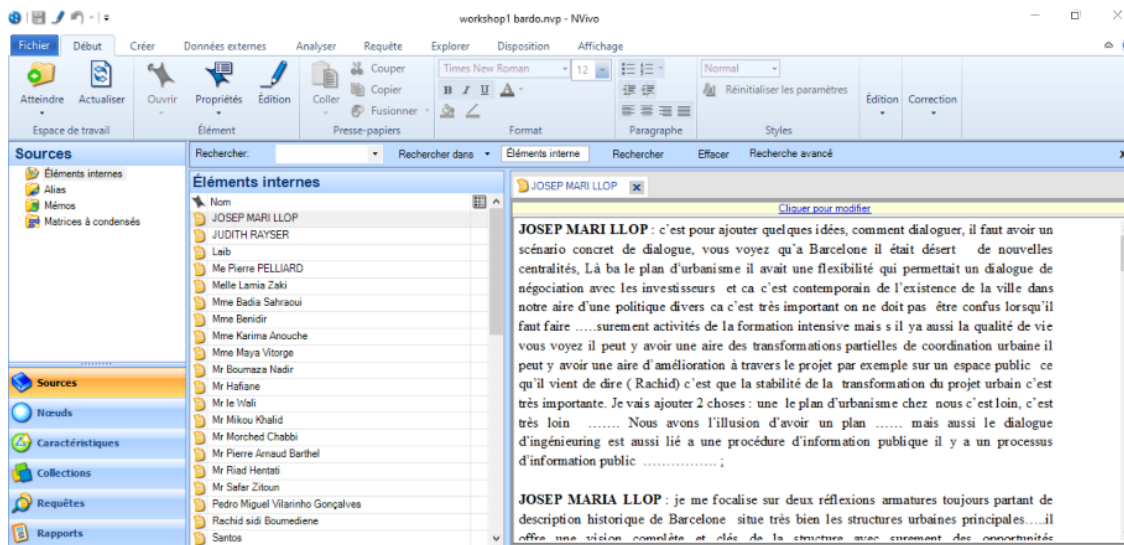 workshop1 bardo.nvp - NVivo
Fichier Début Créer Données externes Analyser Requête Explorer Disposition Affichage
Atteindre Actualiser Ouvrir Propriétés Édition Coller Couper Copier Fusionner Times New Roman 12 B I U A Normal Réinitialiser les paramètres Édition Correction
Espace de travail Élément Presse-papiers Format Paragraphe Styles
Sources
Éléments internes
Alias
Mémos
Matrices à condensés
Sources
Nœuds
Caractéristiques
Collections
Requêtes
Rapports
Rechercher: Rechercher dans Éléments interne Rechercher Effacer Recherche avancé x
Éléments internes
Nom
JOSEP MARI LLOP
JUDITH RAYSER
Laib
Me Pierre PELLIARD
Melle Lamia Zaki
Mme Badia Sahraoui
Mme Benidir
Mme Karima Anouche
Mme Maya Vitorge
Mr Boumaza Nadir
Mr Hafiane
Mr le Wali
Mr Mikou Khalid
Mr Morched Chabbi
Mr Pierre Arnaud Barthel
Mr Riad Hentati
Mr Safar Zitoun
Pedro Miguel Vilarinho Gonçalves
Rachid sidi Boumediene
Santos
JOSEP MARI LLOP
Cliquer pour modifier
JOSEP MARI LLOP : c'est pour ajouter quelques idées, comment dialoguer, il faut avoir un
scénario concret de dialogue, vous voyez qu'a Barcelone il était désert de nouvelles
centralités, Là ba le plan d'urbanisme il avait une flexibilité qui permettait un dialogue de
négociation avec les investisseurs et ca c'est contemporain de l'existence de la ville dans
notre aire d'une politique divers ca c'est très important on ne doit pas être confus lorsqu'il
faut faire .....surement activités de la formation intensive mais s il ya aussi la qualité de vie
vous voyez il peut y avoir une aire des transformations partielles de coordination urbaine il
peut y avoir une aire d'amélioration à travers le projet par exemple sur un espace public ce
qu'il vient de dire ( Rachid) c'est que la stabilité de la transformation du projet urbain c'est
très importante. Je vais ajouter 2 choses : une le plan d'urbanisme chez nous c'est loin, c'est
très loin ....... Nous avons l'illusion d'avoir un plan ...... mais aussi le dialogue
d'ingénieuring est aussi lié a une procédure d'information publique il y a un processus
d'information public ................ ;
JOSEP MARIA LLOP : je me focalise sur deux réflexions armatures toujours partant de
description historique de Barcelone situe très bien les structures urbaines principales.....il
offre une vision complète et clés de la structure avec surement des opportunités